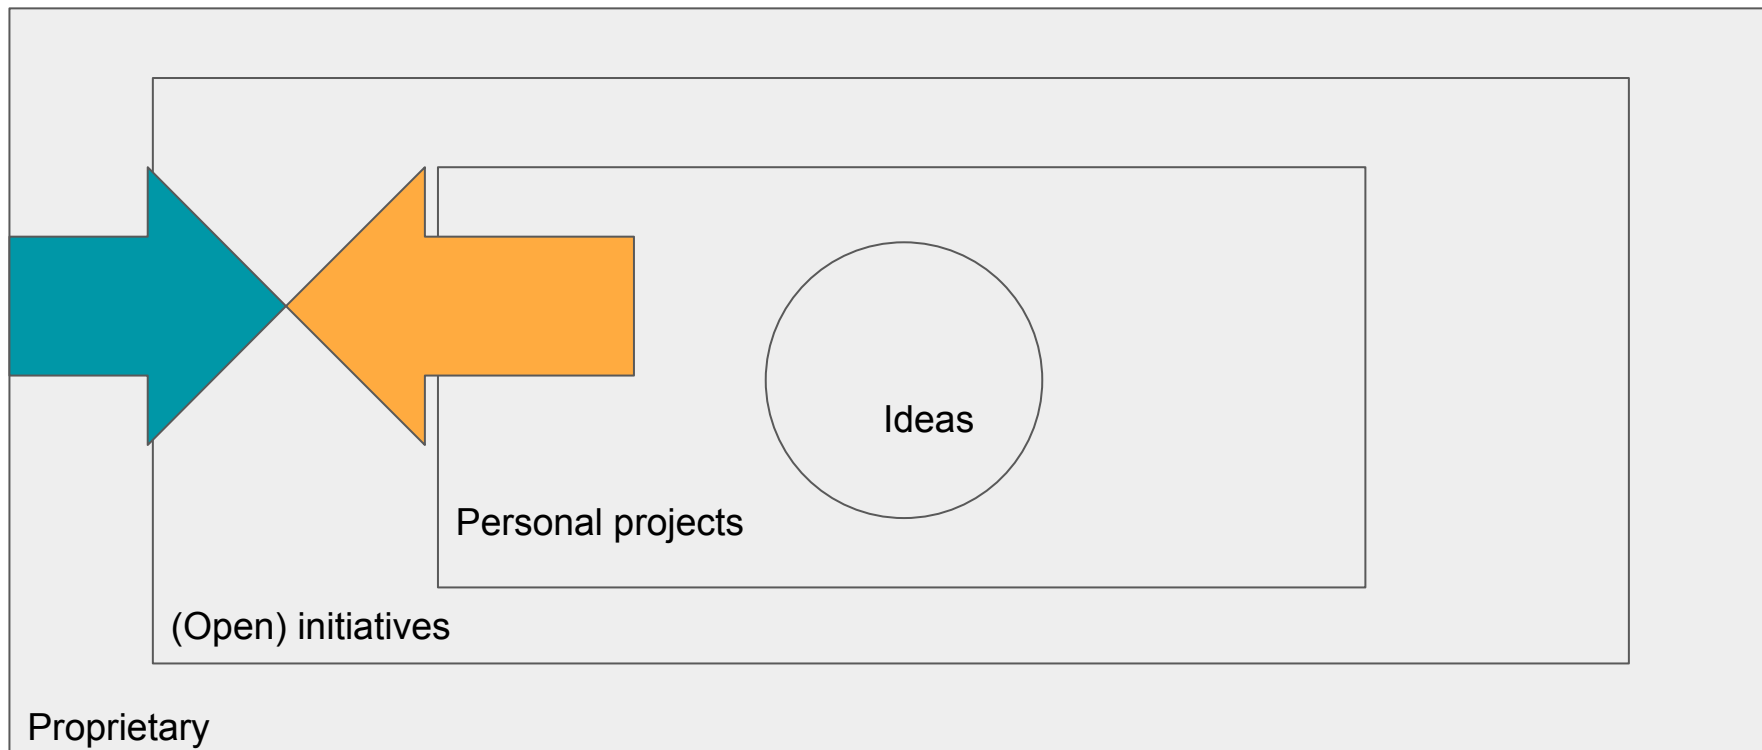 Ideas
Personal projects
(Open) initiatives
Proprietary